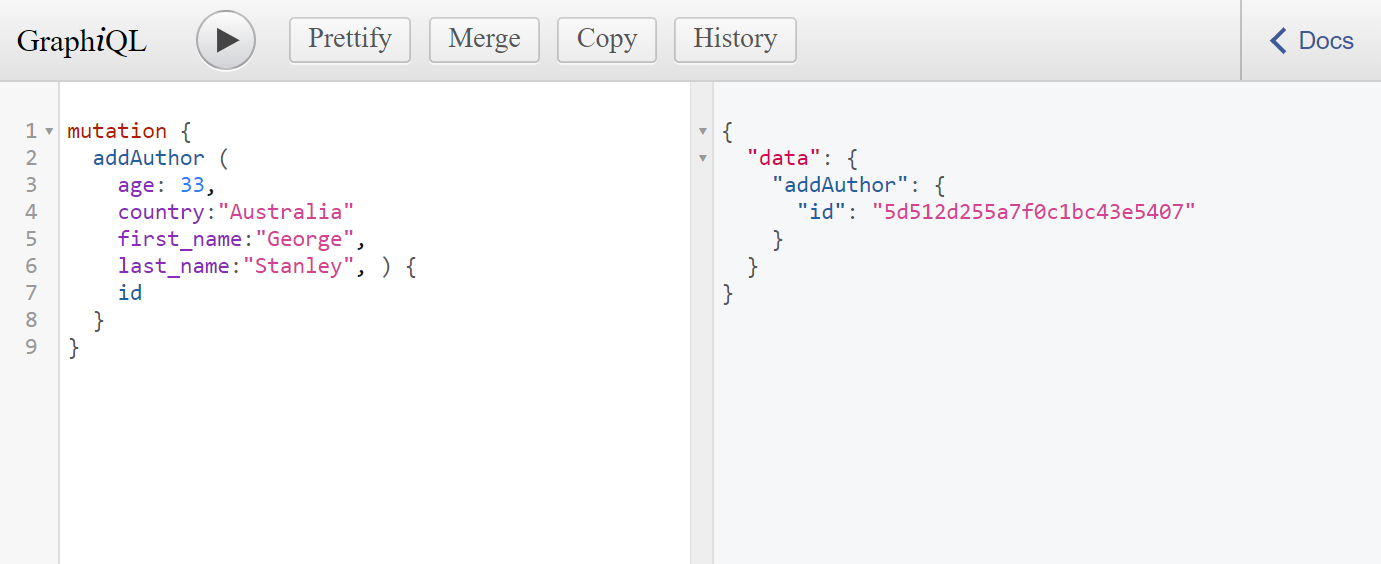 GraphiQL Prettify Merge Copy History Docs
1 mutation {
2 addAuthor (
3 age: 33,
4 country:"Australia"
5 first_name:"George",
6 last_name:"Stanley", ) {
7 id
8 }
9 }
{
"data": {
"addAuthor": {
"id": "5d512d255a7f0c1bc43e5407"
}
}
}